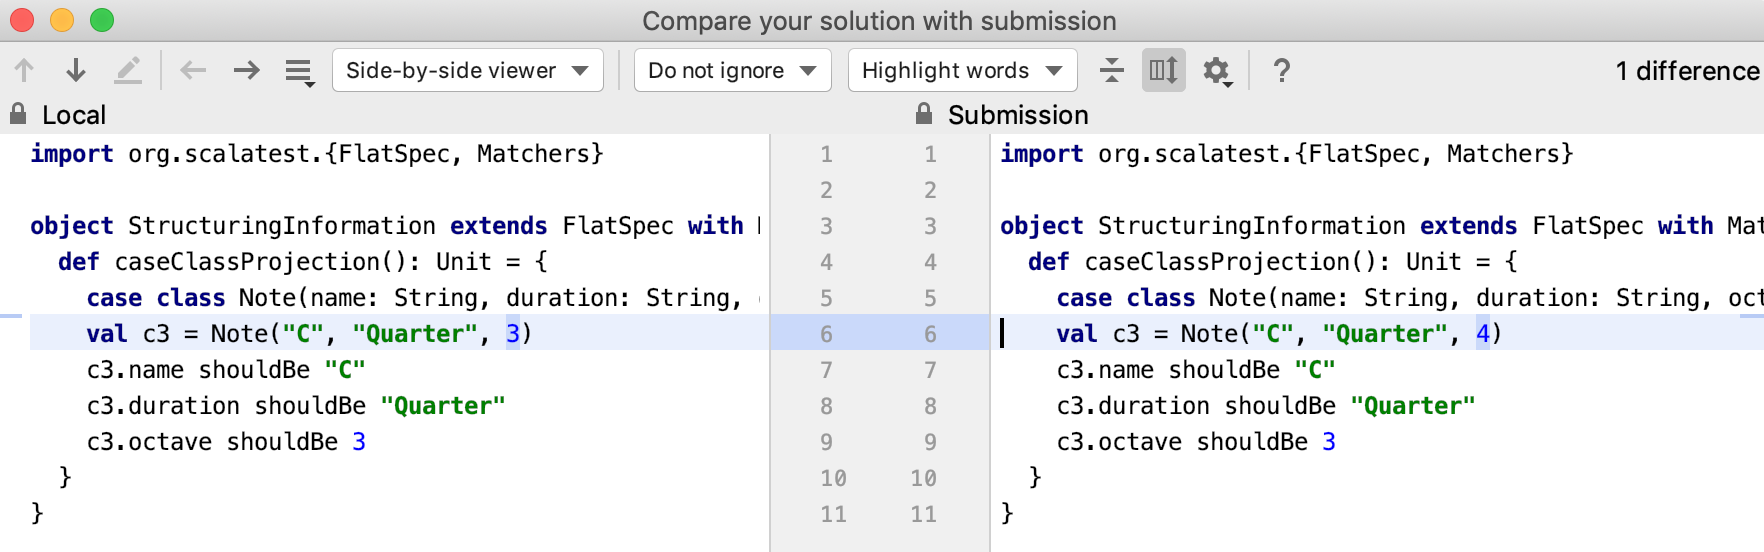 Compare your solution with submission
Side-by-side viewer Do not ignore Highlight words ? 1 difference
Local Submission
import org.scalatest.{FlatSpec, Matchers} 1 1 import org.scalatest.{FlatSpec, Matchers}
2 2
object StructuringInformation extends FlatSpec with 3 3 object StructuringInformation extends FlatSpec with Mat
def caseClassProjection(): Unit = { 4 4 def caseClassProjection(): Unit = {
case class Note(name: String, duration: String, 5 5 case class Note(name: String, duration: String, oct
val c3 = Note("C", "Quarter", 3) 6 6 val c3 = Note("C", "Quarter", 4)
c3.name shouldBe "C" 7 7 c3.name shouldBe "C"
c3.duration shouldBe "Quarter" 8 8 c3.duration shouldBe "Quarter"
c3.octave shouldBe 3 9 9 c3.octave shouldBe 3
} 10 10 }
} 11 11 }